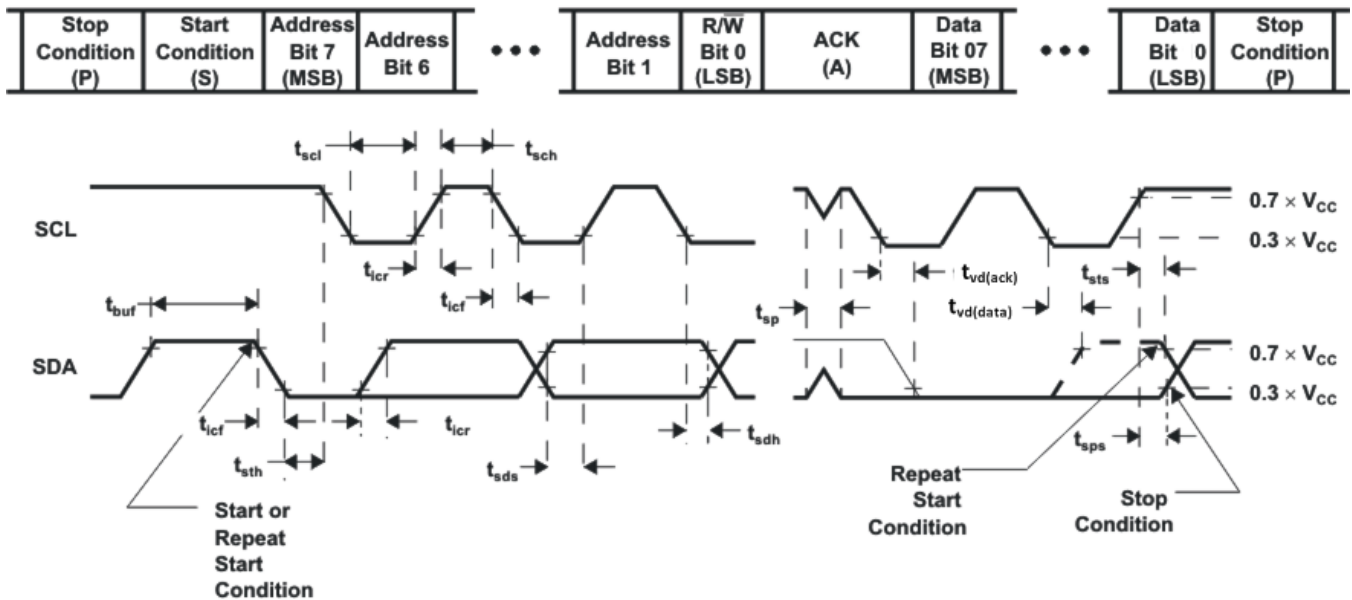 Stop
Condition
(P)
Start
Condition
(S)
Address
Bit 7
(MSB)
Address
Bit 6
•••
Address
Bit 1
R/W̅
Bit 0
(LSB)
ACK
(A)
Data
Bit 07
(MSB)
•••
Data
Bit 0
(LSB)
Stop
Condition
(P)
tscl
tsch
SCL
0.7 × VCC
0.3 × VCC
ticr
tvd(ack)
tsts
tbuf
ticf
tsp
tvd(data)
SDA
0.7 × VCC
0.3 × VCC
ticf
ticr
tsdh
tsps
tsth
tsds
Repeat
Start
Condition
Stop
Condition
Start or
Repeat
Start
Condition